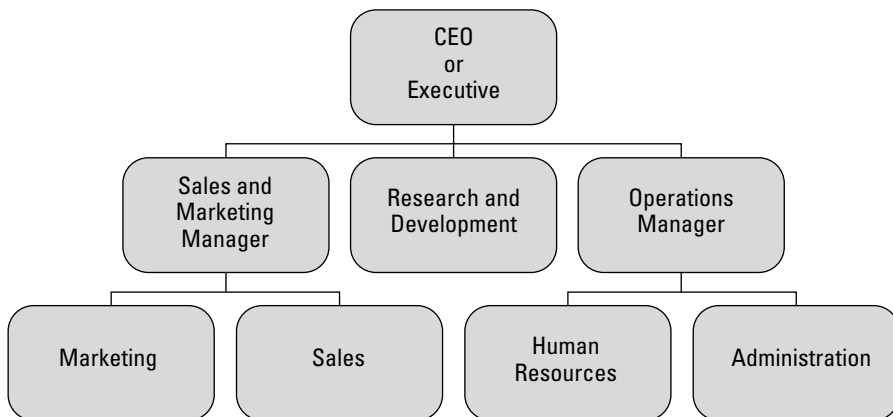 CEO
or
Executive
Sales and
Marketing
Manager
Research and
Development
Operations
Manager
Marketing
Sales
Human
Resources
Administration